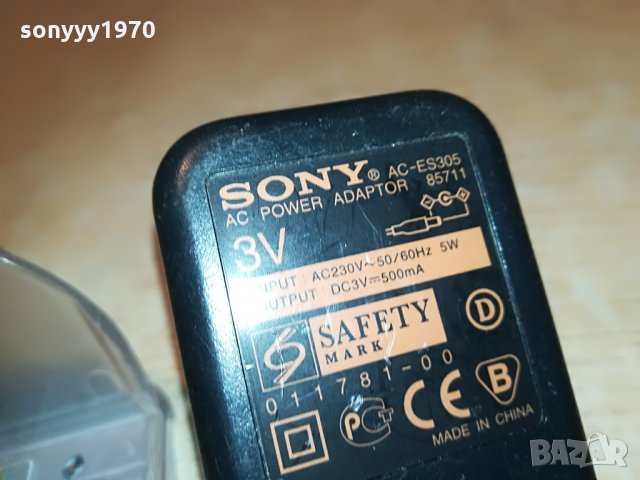 sonyyy1970
SONY® AC-ES305
AC POWER ADAPTOR 85711
3V
INPUT : AC230V~50/60Hz 5W
OUTPUT : DC3V⎓500mA
S SAFETY
MARK
D
011781-00
PG CE B
MADE IN CHINA
BAZAR